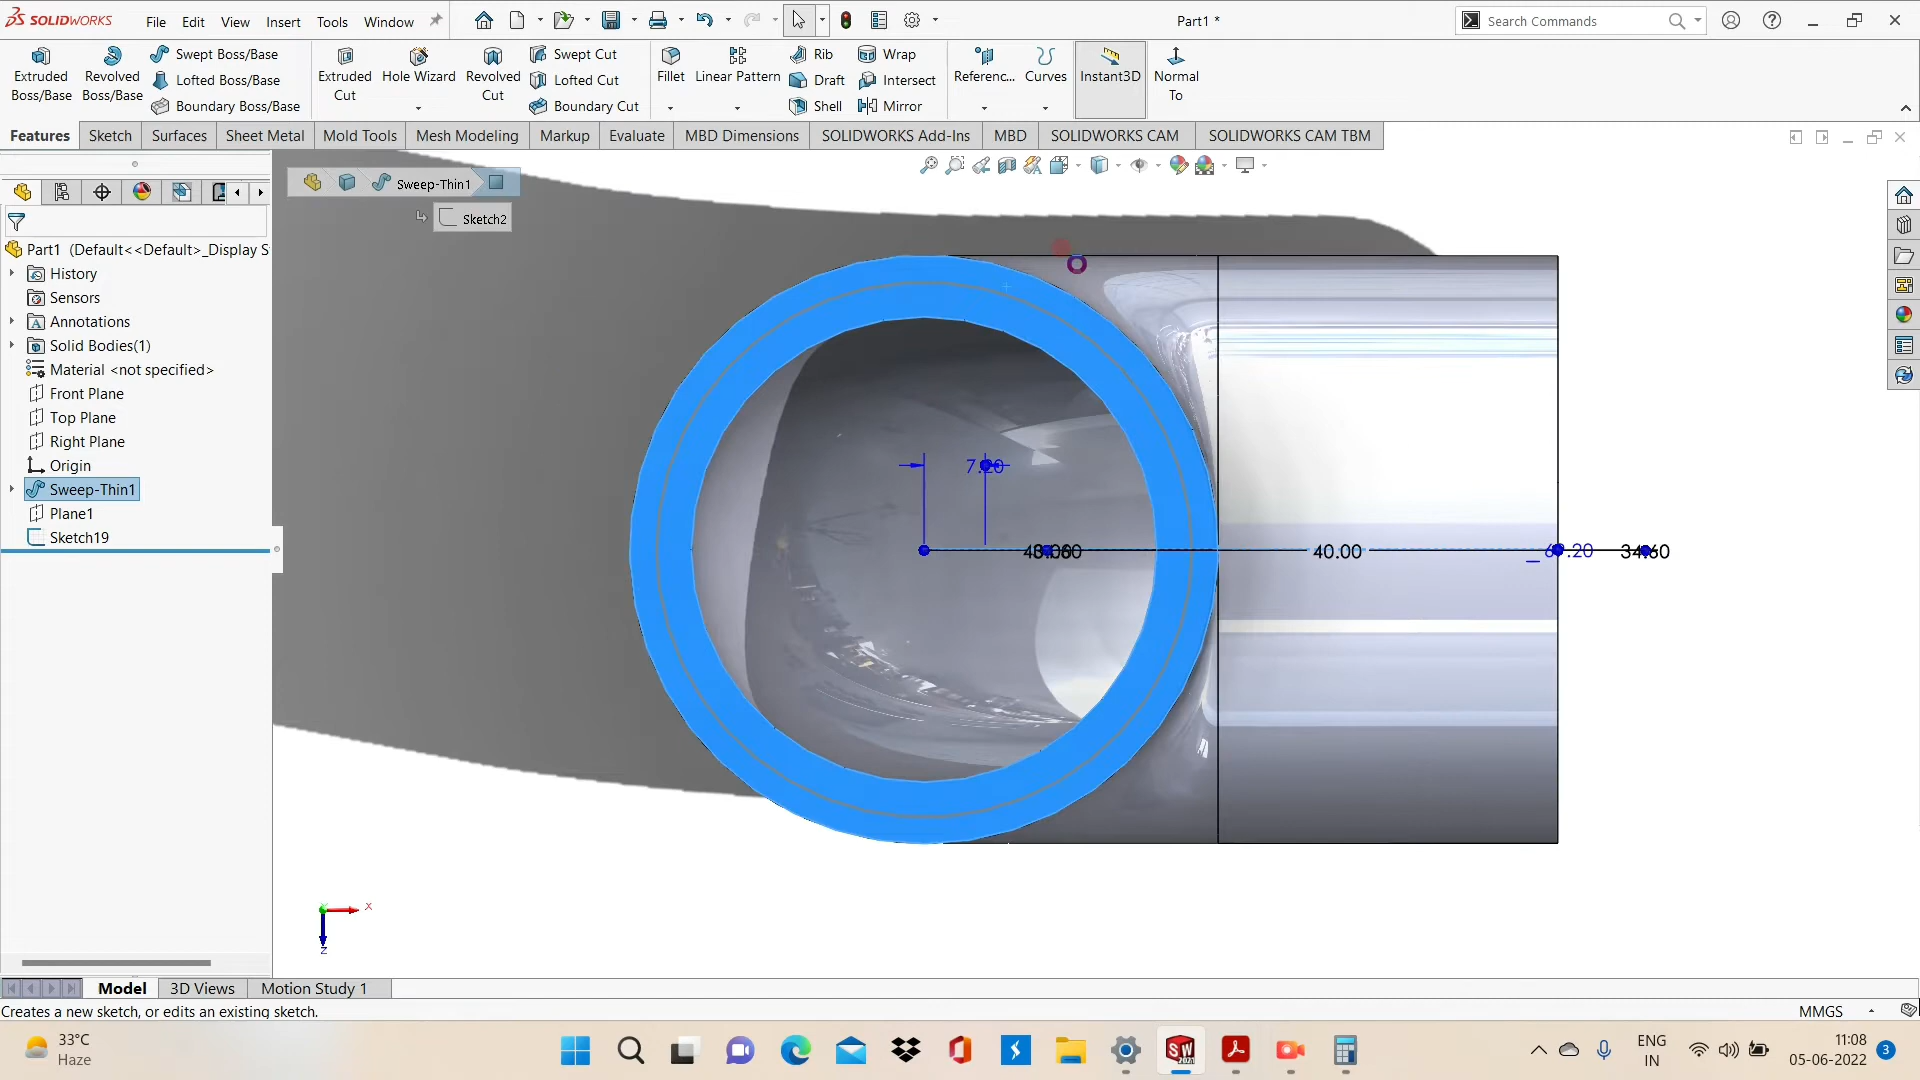 SOLIDWORKS File Edit View Insert Tools Window Part1 * Search Commands
Extruded Boss/Base
Revolved Boss/Base
Swept Boss/Base
Lofted Boss/Base
Boundary Boss/Base
Extruded Cut
Hole Wizard
Revolved Cut
Swept Cut
Lofted Cut
Boundary Cut
Fillet
Linear Pattern
Rib
Draft
Shell
Wrap
Intersect
Mirror
Referenc...
Curves
Instant3D
Normal To
Features Sketch Surfaces Sheet Metal Mold Tools Mesh Modeling Markup Evaluate MBD Dimensions SOLIDWORKS Add-Ins MBD SOLIDWORKS CAM SOLIDWORKS CAM TBM
Sweep-Thin1
Sketch2
Part1 (Default<<Default>_Display S
History
Sensors
Annotations
Solid Bodies(1)
Material <not specified>
Front Plane
Top Plane
Right Plane
Origin
Sweep-Thin1
Plane1
Sketch19
7.20
40.00
34.60
X
Z
Model 3D Views Motion Study 1
Creates a new sketch, or edits an existing sketch. MMGS
33°C
Haze
SW
2021
ENG
IN
11:08
05-06-2022
3